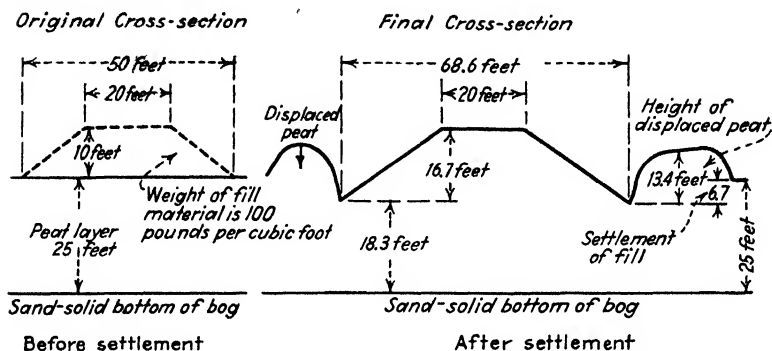 Original Cross-section
50 feet
20 feet
10 feet
Weight of fill
material is 100
pounds per cubic foot
Peat layer
25 feet
Sand-solid bottom of bog
Before settlement
Final Cross-section
68.6 feet
20 feet
Displaced
peat
16.7 feet
18.3 feet
Height of
displaced peat,
13.4 feet
6.7
Settlement
of fill
25 feet
Sand-solid bottom of bog
After settlement